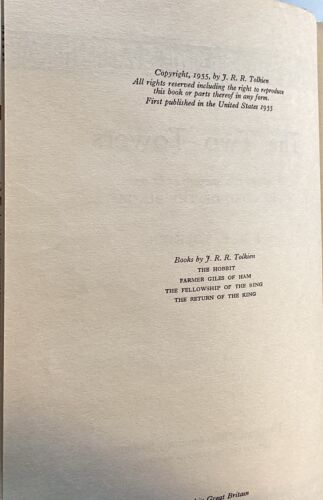 Copyright, 1955, by J. R. R. Tolkien
All rights reserved including the right to reproduce
this book or parts thereof in any form.
First published in the United States 1955
Books by J. R. R. Tolkien
THE HOBBIT
FARMER GILES OF HAM
THE FELLOWSHIP OF THE RING
THE RETURN OF THE KING
in Great Britain